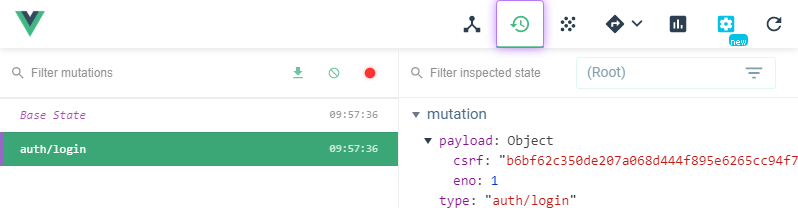 new
Filter mutations
Filter inspected state
(Root)
Base State 09:57:36
auth/login 09:57:36
mutation
payload: Object
csrf: "b6bf62c350de207a068d444f895e6265cc94f7
eno: 1
type: "auth/login"